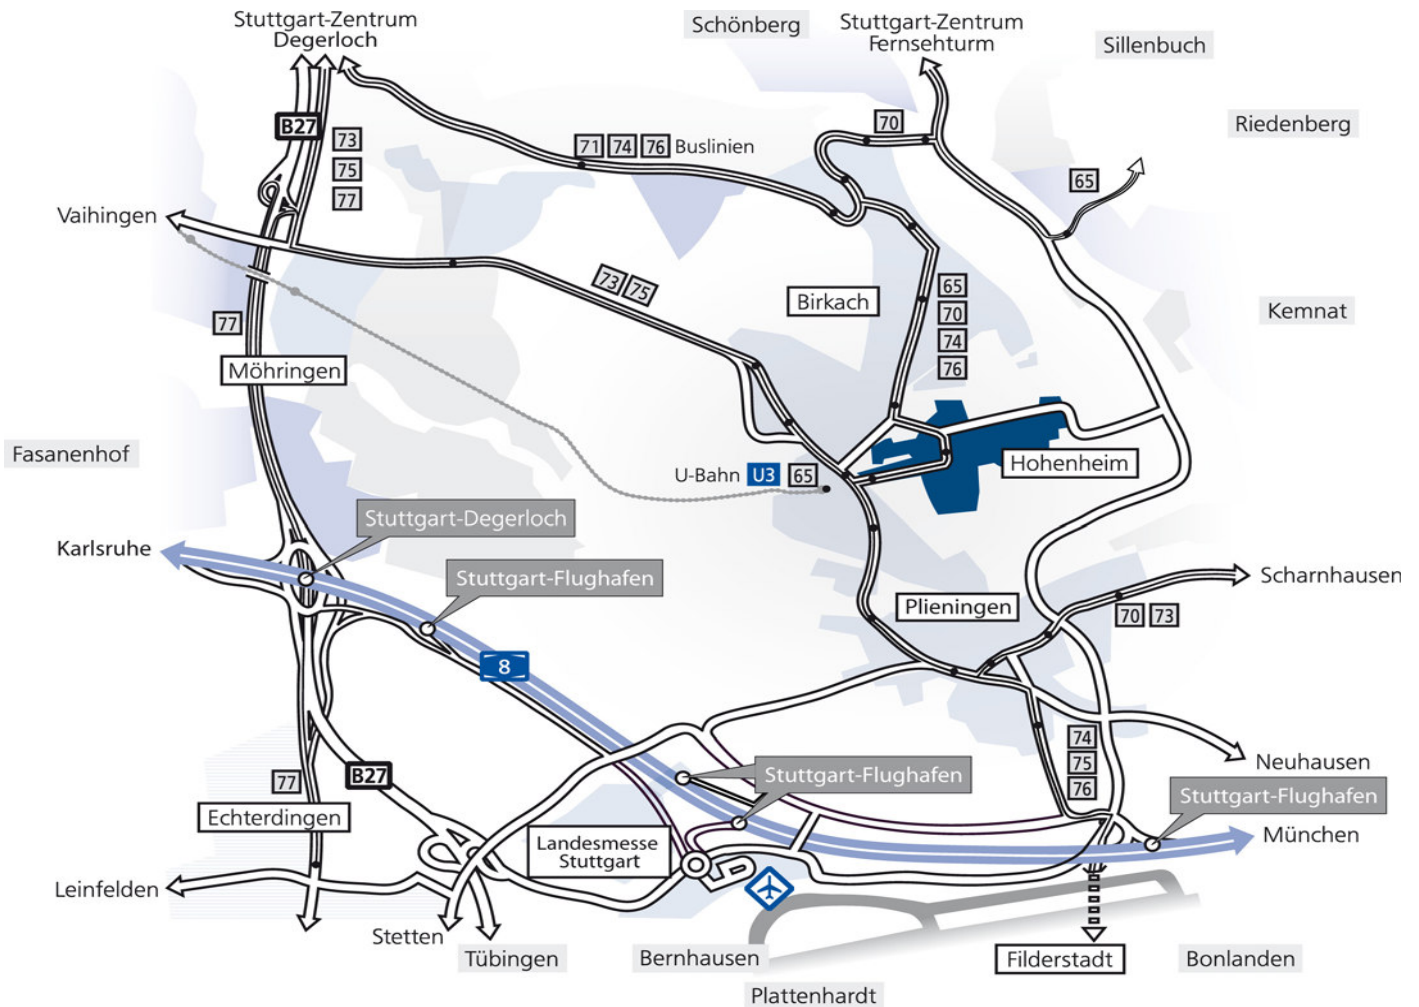 Stuttgart-Zentrum
Degerloch
Schönberg
Stuttgart-Zentrum
Fernsehturm
Sillenbuch
B27
73
75
77
71 74 76 Buslinien
70
Riedenberg
65
Vaihingen
73 75
Birkach
65
70
74
76
Kemnat
77
Möhringen
Fasanenhof
U-Bahn U3 65
Hohenheim
Stuttgart-Degerloch
Karlsruhe
Stuttgart-Flughafen
Scharnhausen
Plieningen
70 73
8
74
75
76
Neuhausen
77
B27
Stuttgart-Flughafen
Stuttgart-Flughafen
Echterdingen
Landesmesse
Stuttgart
München
Leinfelden
Stetten
Tübingen
Bernhausen
Filderstadt
Bonlanden
Plattenhardt